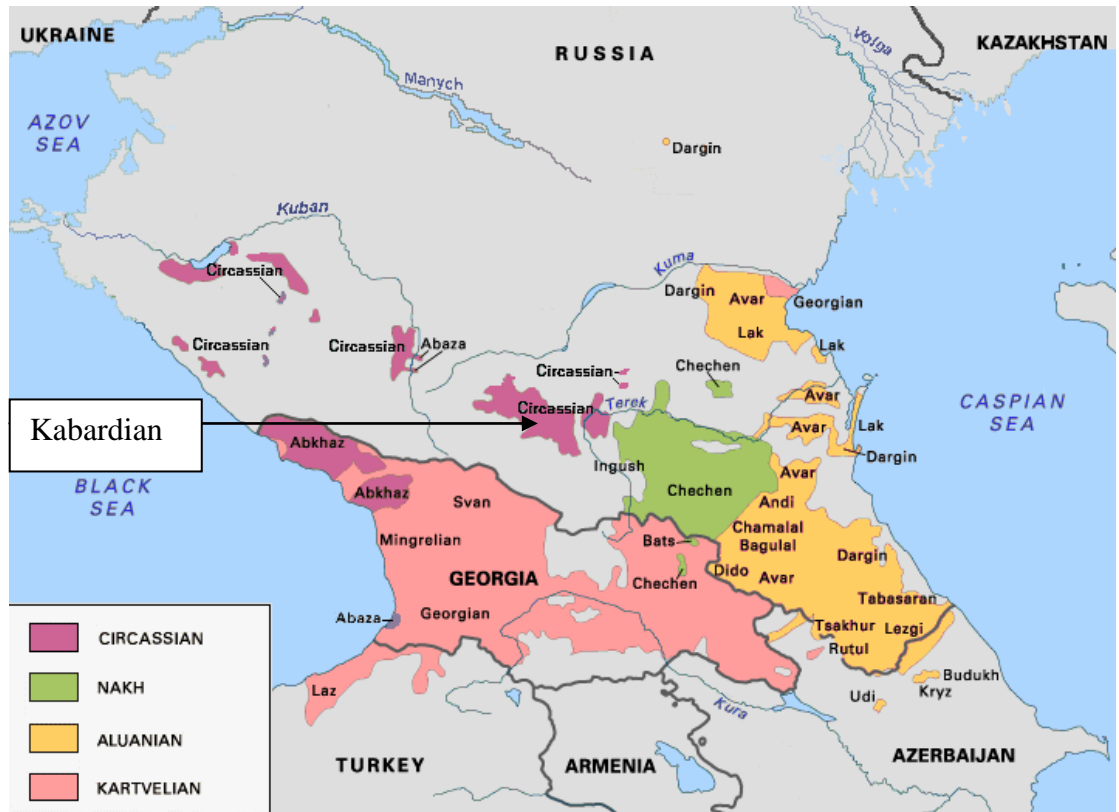 UKRAINE
RUSSIA
KAZAKHSTAN
Volga
Manych
AZOV
SEA
Dargin
Kuban
Circassian
Kuma
Dargin
Avar
Georgian
Lak
Circassian
Circassian
Abaza
Lak
Chechen
Circassian
Circassian
Terek
Avar
CASPIAN
SEA
Kabardian
Avar
Lak
Dargin
Abkhaz
Ingush
Avar
BLACK
SEA
Abkhaz
Svan
Chechen
Andi
Chamalal
Bagulal
Mingrelian
Bats
Dargin
GEORGIA
Chechen
Dido
Avar
Tabasaran
Abaza
Georgian
Tsakhur
Lezgi
Rutul
Laz
Budukh
Kryz
Udi
Kura
TURKEY
ARMENIA
AZERBAIJAN
CIRCASSIAN
NAKH
ALUANIAN
KARTVELIAN